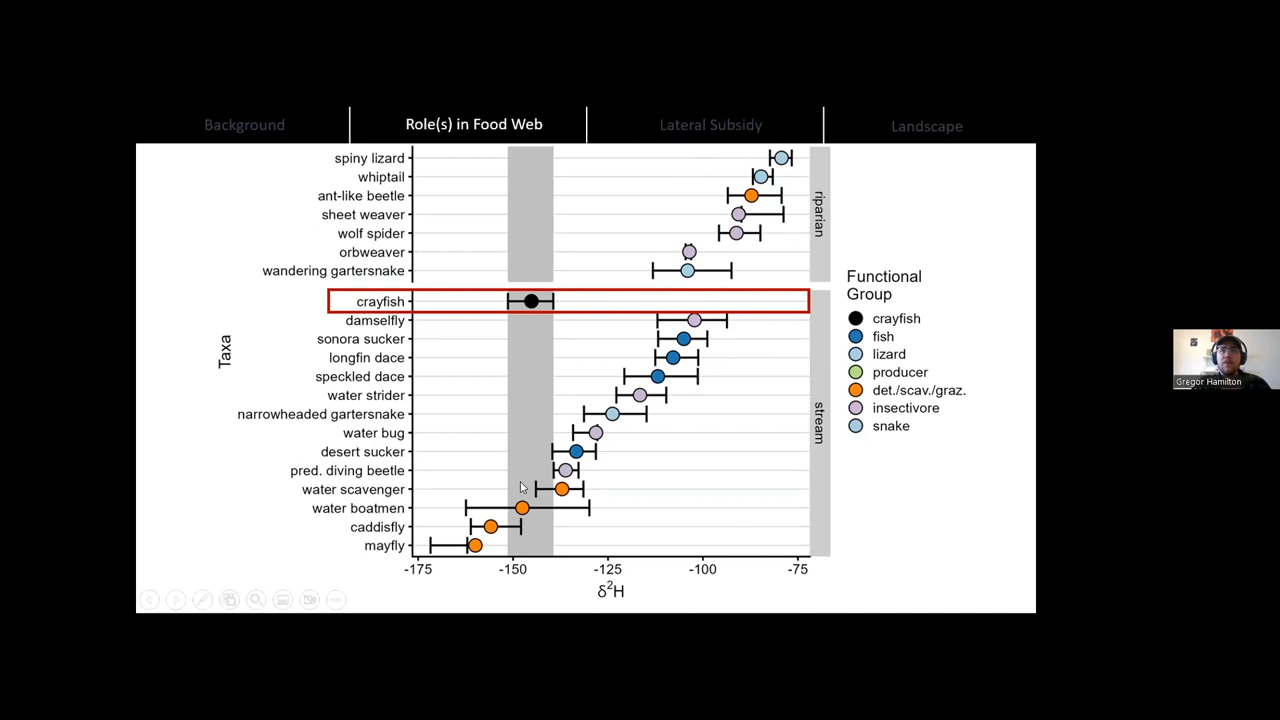 Background
Role(s) in Food Web
Lateral Subsidy
Landscape
Taxa
spiny lizard
whiptail
ant-like beetle
sheet weaver
wolf spider
orbweaver
wandering gartersnake
crayfish
damselfly
sonora sucker
longfin dace
speckled dace
water strider
narrowheaded gartersnake
water bug
desert sucker
pred. diving beetle
water scavenger
water boatmen
caddisfly
mayfly
-175
-150
-125
-100
-75
δ²H
riparian
stream
Functional
Group
crayfish
fish
lizard
producer
det./scav./graz.
insectivore
snake
Gregor Hamilton